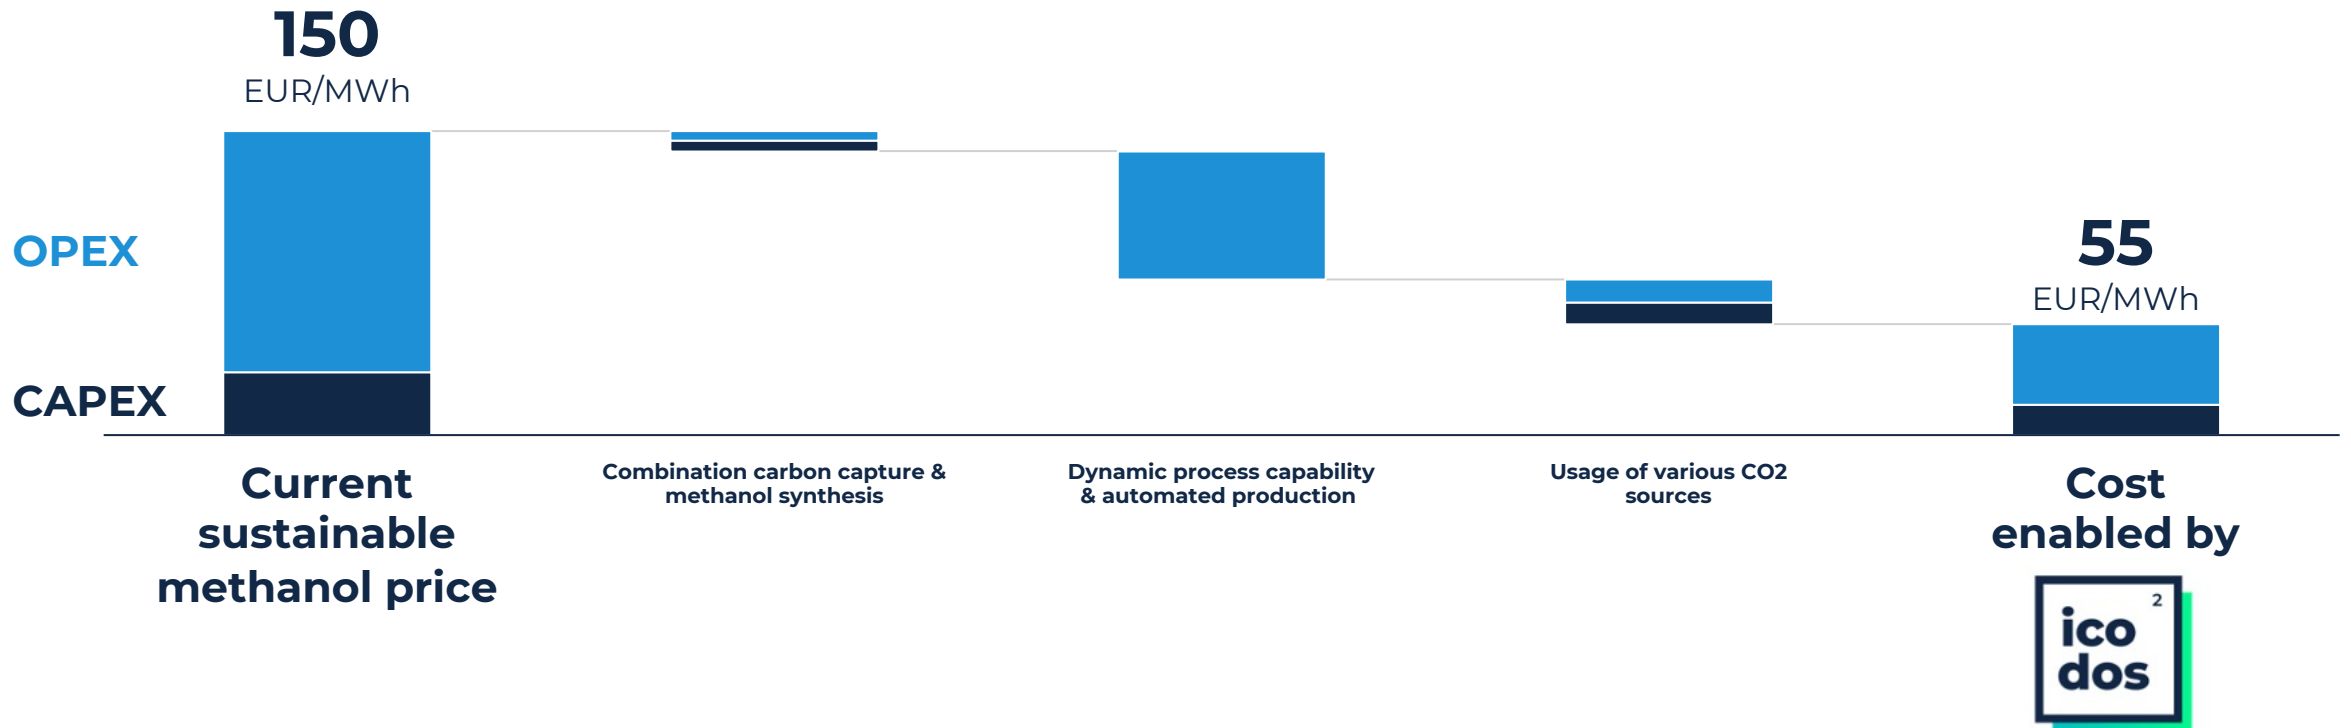 150
EUR/MWh
OPEX
CAPEX
55
EUR/MWh
Current
sustainable
methanol price
Combination carbon capture &
methanol synthesis
Dynamic process capability
& automated production
Usage of various CO2
sources
Cost
enabled by
2
ico
dos